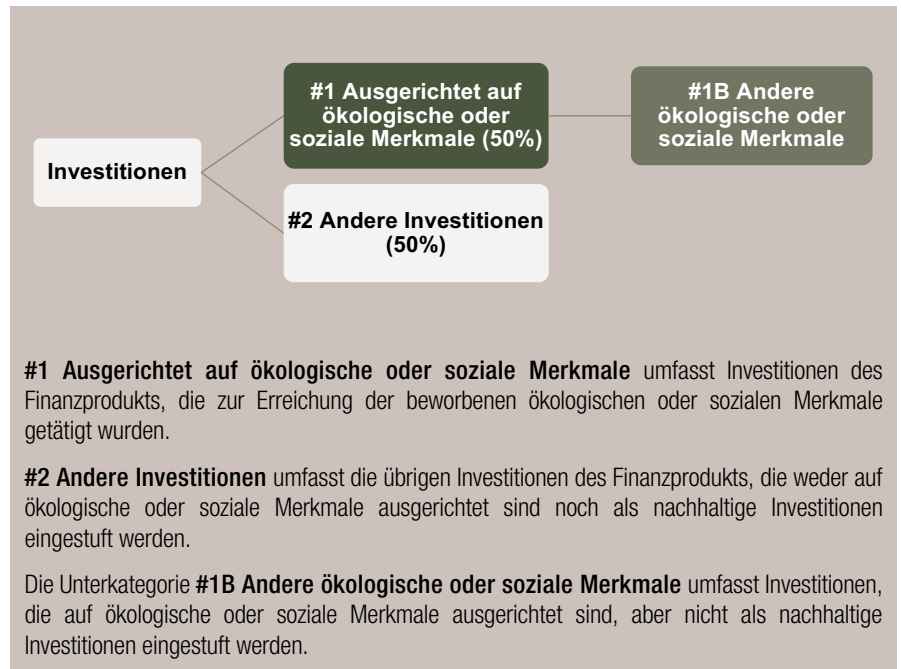 #1 Ausgerichtet auf
ökologische oder
soziale Merkmale (50%)
#1B Andere
ökologische oder
soziale Merkmale
Investitionen
#2 Andere Investitionen
(50%)
#1 Ausgerichtet auf ökologische oder soziale Merkmale umfasst Investitionen des
Finanzprodukts, die zur Erreichung der beworbenen ökologischen oder sozialen Merkmale
getätigt wurden.
#2 Andere Investitionen umfasst die übrigen Investitionen des Finanzprodukts, die weder auf
ökologische oder soziale Merkmale ausgerichtet sind noch als nachhaltige Investitionen
eingestuft werden.
Die Unterkategorie #1B Andere ökologische oder soziale Merkmale umfasst Investitionen,
die auf ökologische oder soziale Merkmale ausgerichtet sind, aber nicht als nachhaltige
Investitionen eingestuft werden.